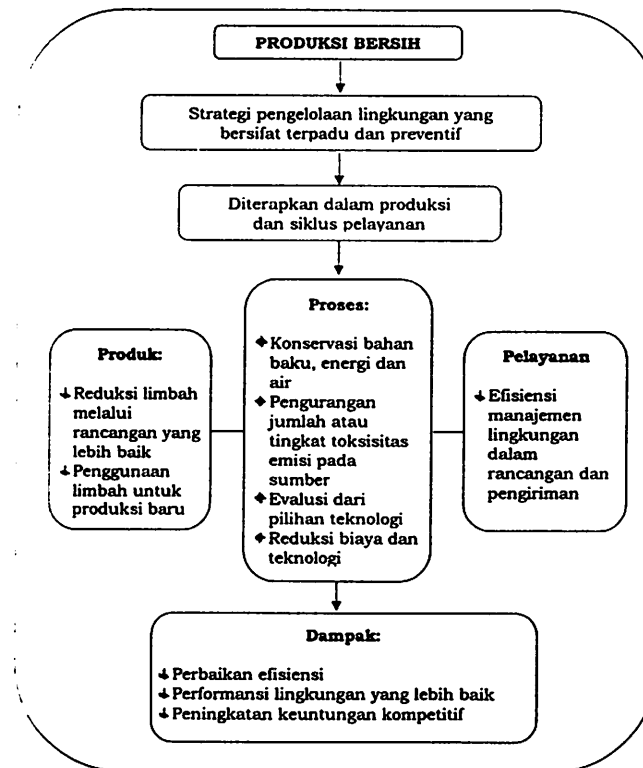 PRODUKSI BERSIH
Strategi pengelolaan lingkungan yang
bersifat terpadu dan preventif
Diterapkan dalam produksi
dan siklus pelayanan
Produk:
Reduksi limbah
melalui
rancangan yang
lebih baik
Penggunaan
limbah untuk
produksi baru
Proses:
Konservasi bahan
baku, energi dan
air
Pengurangan
jumlah atau
tingkat toksisitas
emisi pada
sumber
Evalusi dari
pilihan teknologi
Reduksi biaya dan
teknologi
Pelayanan
Efisiensi
manajemen
lingkungan
dalam
rancangan dan
pengiriman
Dampak:
Perbaikan efisiensi
Performansi lingkungan yang lebih baik
Peningkatan keuntungan kompetitif